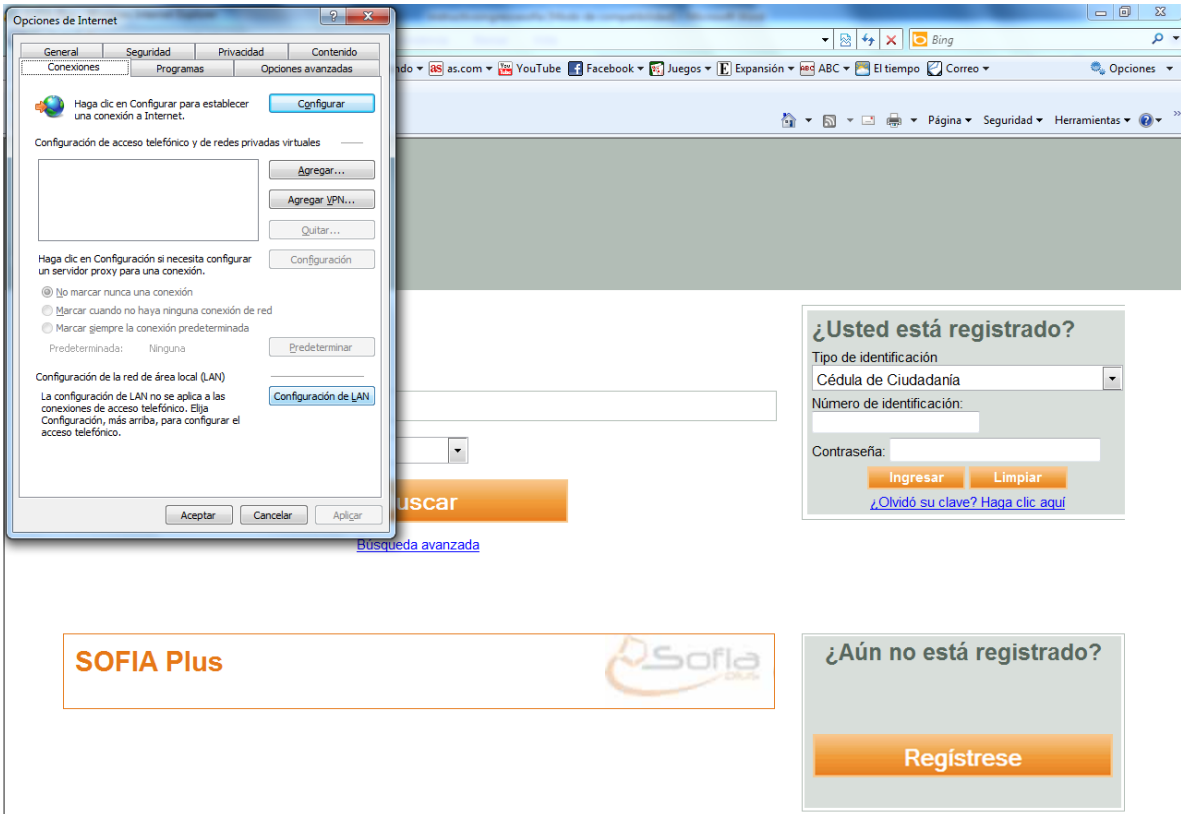 Opciones de Internet
General
Seguridad
Privacidad
Contenido
Conexiones
Programas
Opciones avanzadas
Haga clic en Configurar para establecer
una conexión a Internet.
Configurar
Configuración de acceso telefónico y de redes privadas virtuales
Agregar...
Agregar VPN...
Quitar...
Haga clic en Configuración si necesita configurar
un servidor proxy para una conexión.
Configuración
No marcar nunca una conexión
Marcar cuando no haya ninguna conexión de red
Marcar siempre la conexión predeterminada
Predeterminada: Ninguna
Predeterminar
Configuración de la red de área local (LAN)
La configuración de LAN no se aplica a las
conexiones de acceso telefónico. Elija
Configuración, más arriba, para configurar el
acceso telefónico.
Configuración de LAN
Aceptar
Cancelar
Aplicar
Bing
ndo as as.com YouTube Facebook Juegos E Expansión ABC ABC El tiempo Correo Opciones
Página Seguridad Herramientas
¿Usted está registrado?
Tipo de identificación
Cédula de Ciudadanía
Número de identificación:
Contraseña:
Ingresar Limpiar
¿Olvidó su clave? Haga clic aquí
uscar
Búsqueda avanzada
SOFIA Plus
Sofia
plus
¿Aún no está registrado?
Regístrese